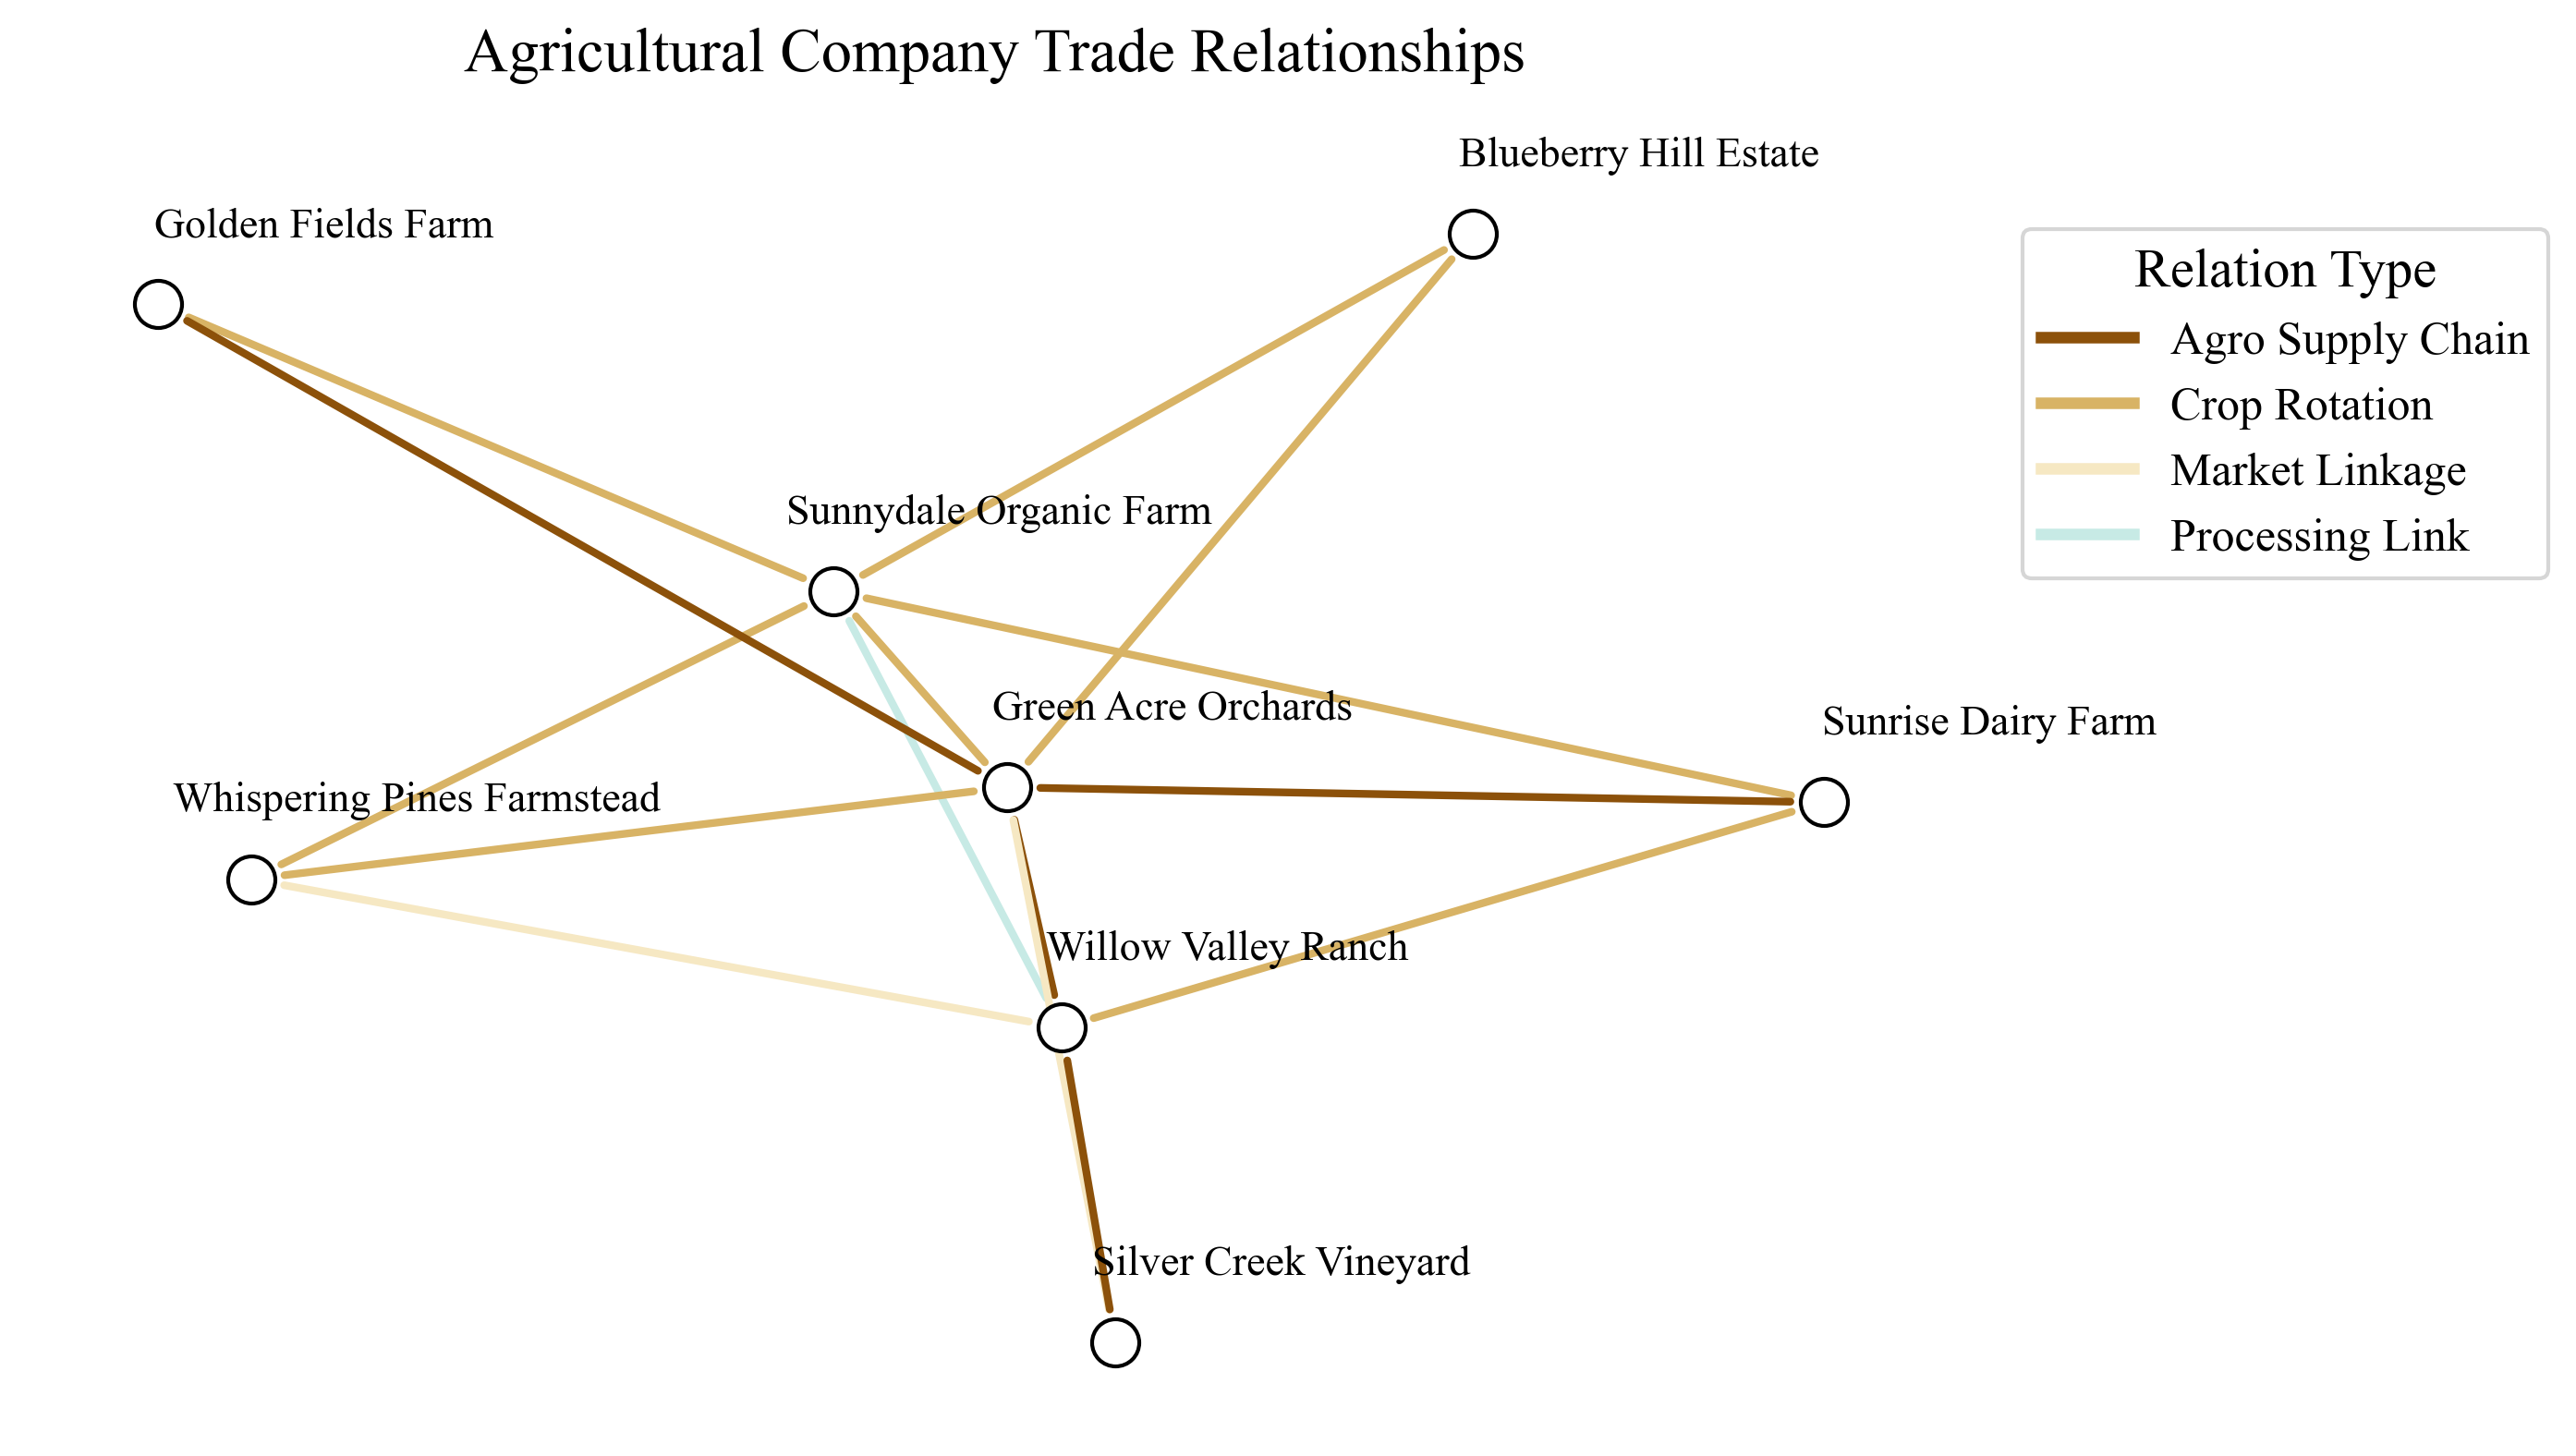 Agricultural Company Trade Relationships
Blueberry Hill Estate
Golden Fields Farm
Relation Type
Agro Supply Chain
Crop Rotation
Market Linkage
Processing Link
Sunnydale Organic Farm
Green Acre Orchards
Sunrise Dairy Farm
Whispering Pines Farmstead
Willow Valley Ranch
Silver Creek Vineyard